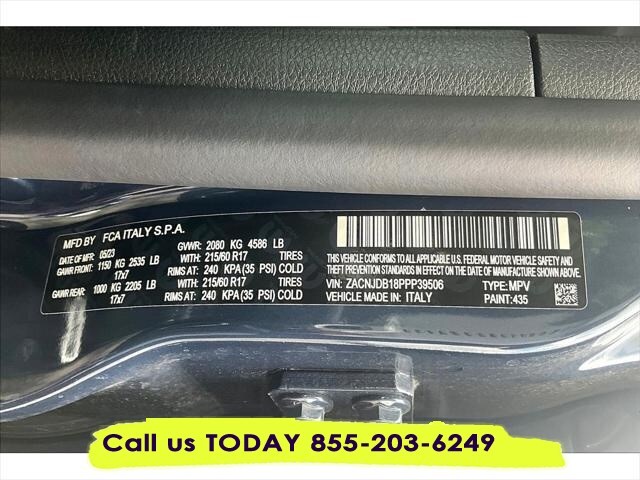 MFD BY: FCA ITALY S.P.A.
DATE OF MFR: 05/23 GVWR: 2080 KG 4586 LB
GAWR FRONT: 1150 KG 2535 LB WITH TIRES: 215/60 R17
17x7 RIMS AT: 240 KPA(35 PSI) COLD
GAWR REAR: 1000 KG 2205 LB WITH TIRES: 215/60 R17
17x7 RIMS AT: 240 KPA(35 PSI) COLD
THIS VEHICLE CONFORMS TO ALL APPLICABLE U.S. FEDERAL MOTOR VEHICLE SAFETY
AND THEFT PREVENTION STANDARDS IN EFFECT ON THE DATE OF MANUFACTURE SHOWN ABOVE.
VIN: ZACNJDB18PPP39506 TYPE: MPV
VEHICLE MADE IN: ITALY PAINT: 435
Call us TODAY 855-203-6249